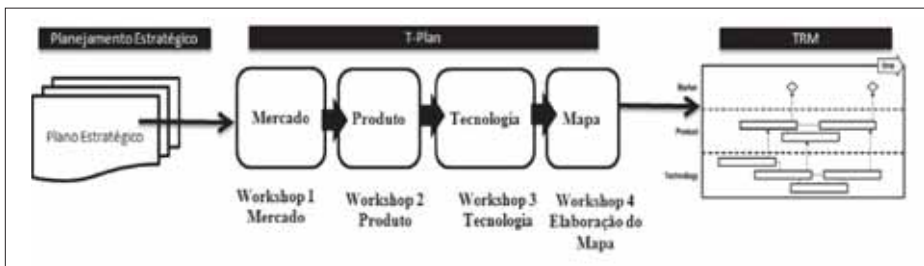 Planejamento Estratégico
T-Plan
TRM
Plano Estratégico
Mercado
Produto
Tecnologia
Mapa
Workshop 1
Mercado
Workshop 2
Produto
Workshop 3
Tecnologia
Workshop 4
Elaboração do
Mapa
Market
Product
Technology